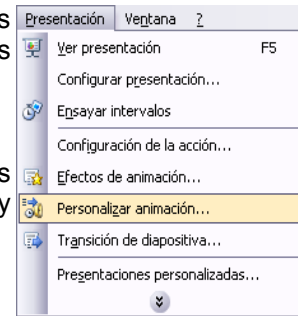 s Presentación Ventana ?
s Ver presentación F5
Configurar presentación...
Ensayar intervalos
Configuración de la acción...
s Efectos de animación...
y Personalizar animación...
Transición de diapositiva...
Presentaciones personalizadas...